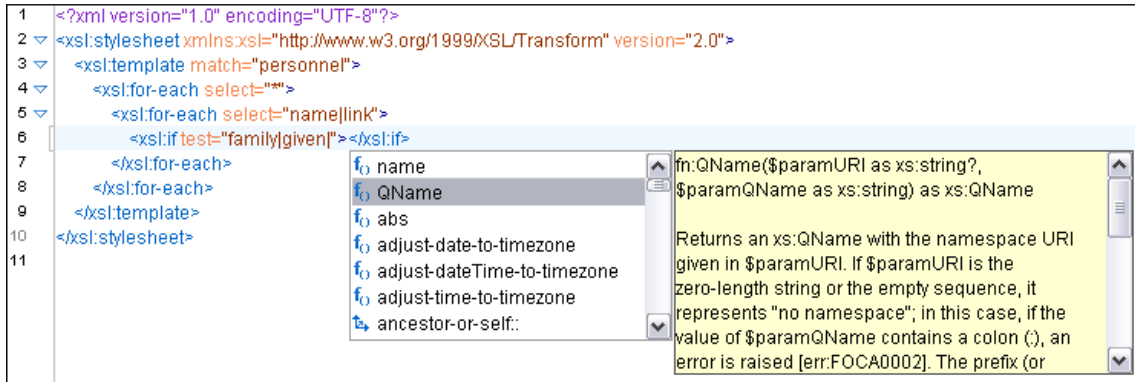 1 <?xml version="1.0" encoding="UTF-8"?>
2 <xsl:stylesheet xmlns:xsl="http://www.w3.org/1999/XSL/Transform" version="2.0">
3 <xsl:template match="personnel">
4 <xsl:for-each select="*">
5 <xsl:for-each select="name|link">
6 <xsl:if test="family|given|"></xsl:if>
7 </xsl:for-each>
8 </xsl:for-each>
9 </xsl:template>
10 </xsl:stylesheet>
11
f() name
f() QName
f() abs
f() adjust-date-to-timezone
f() adjust-dateTime-to-timezone
f() adjust-time-to-timezone
ancestor-or-self::
fn:QName($paramURI as xs:string?,
$paramQName as xs:string) as xs:QName
Returns an xs:QName with the namespace URI
given in $paramURI. If $paramURI is the
zero-length string or the empty sequence, it
represents "no namespace"; in this case, if the
value of $paramQName contains a colon (:), an
error is raised [err:FOCA0002]. The prefix (or